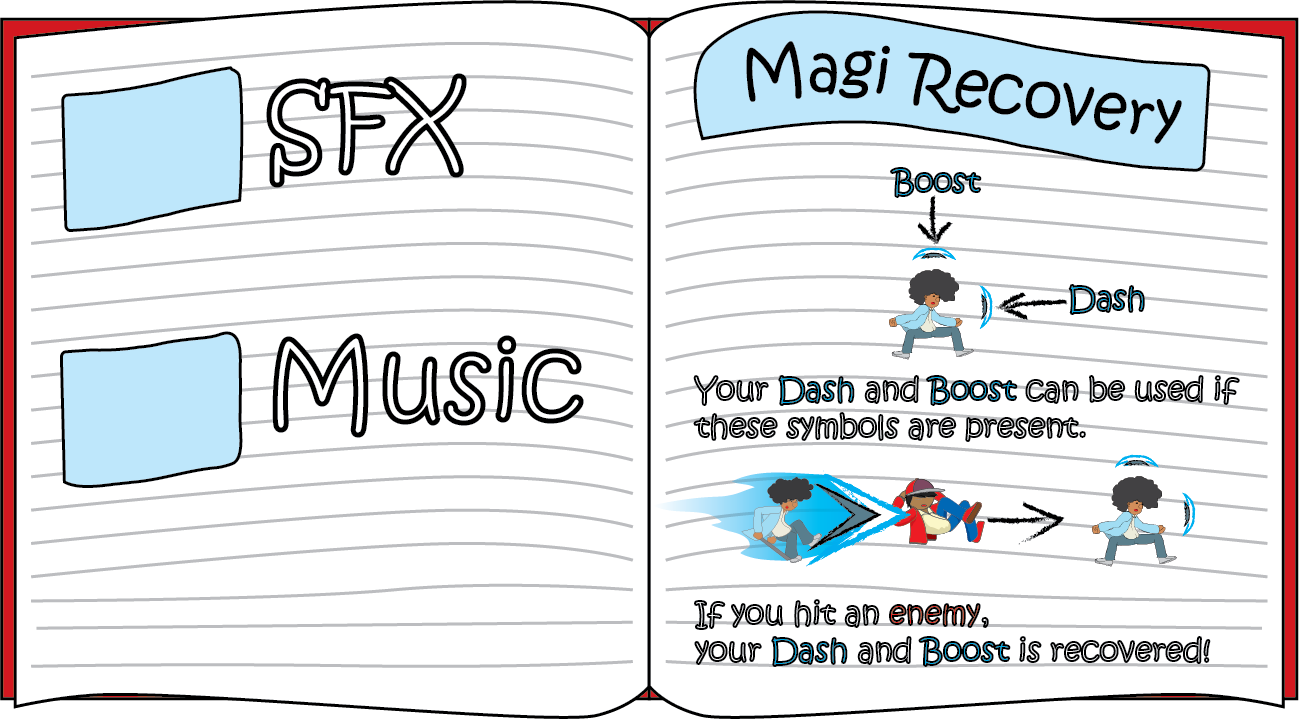 SFX
Music
Magi Recovery
Boost
Dash
Your Dash and Boost can be used if
these symbols are present.
If you hit an enemy,
your Dash and Boost is recovered!